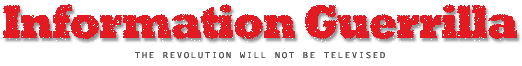 Information Guerrilla
THE REVOLUTION WILL NOT BE TELEVISED